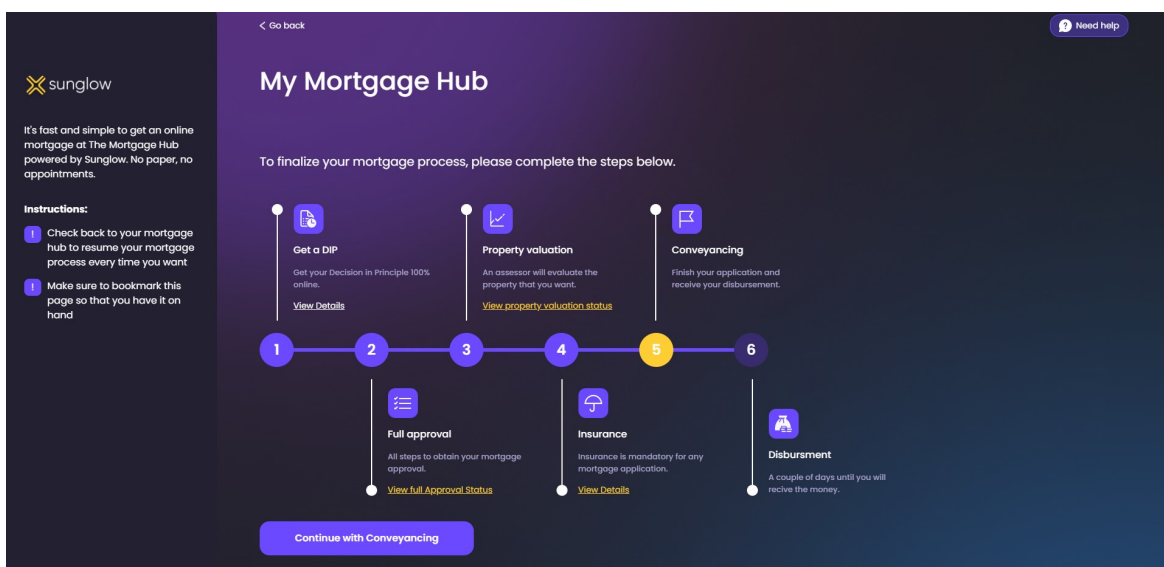 < Go back
Need help
sunglow
It's fast and simple to get an online
mortgage at The Mortgage Hub
powered by Sunglow. No paper, no
appointments.
Instructions:
! Check back to your mortgage
hub to resume your mortgage
process every time you want
! Make sure to bookmark this
page so that you have it on
hand
My Mortgage Hub
To finalize your mortgage process, please complete the steps below.
Get a DIP
Get your Decision in Principle 100%
online.
View Details
Property valuation
An assessor will evaluate the
property that you want.
View property valuation status
Conveyancing
Finish your application and
receive your disbursement.
1 2 3 4 5 6
Full approval
All steps to obtain your mortgage
approval.
View full Approval Status
Insurance
Insurance is mandatory for any
mortgage application.
View Details
Disbursment
A couple of days until you will
recive the money.
Continue with Conveyancing